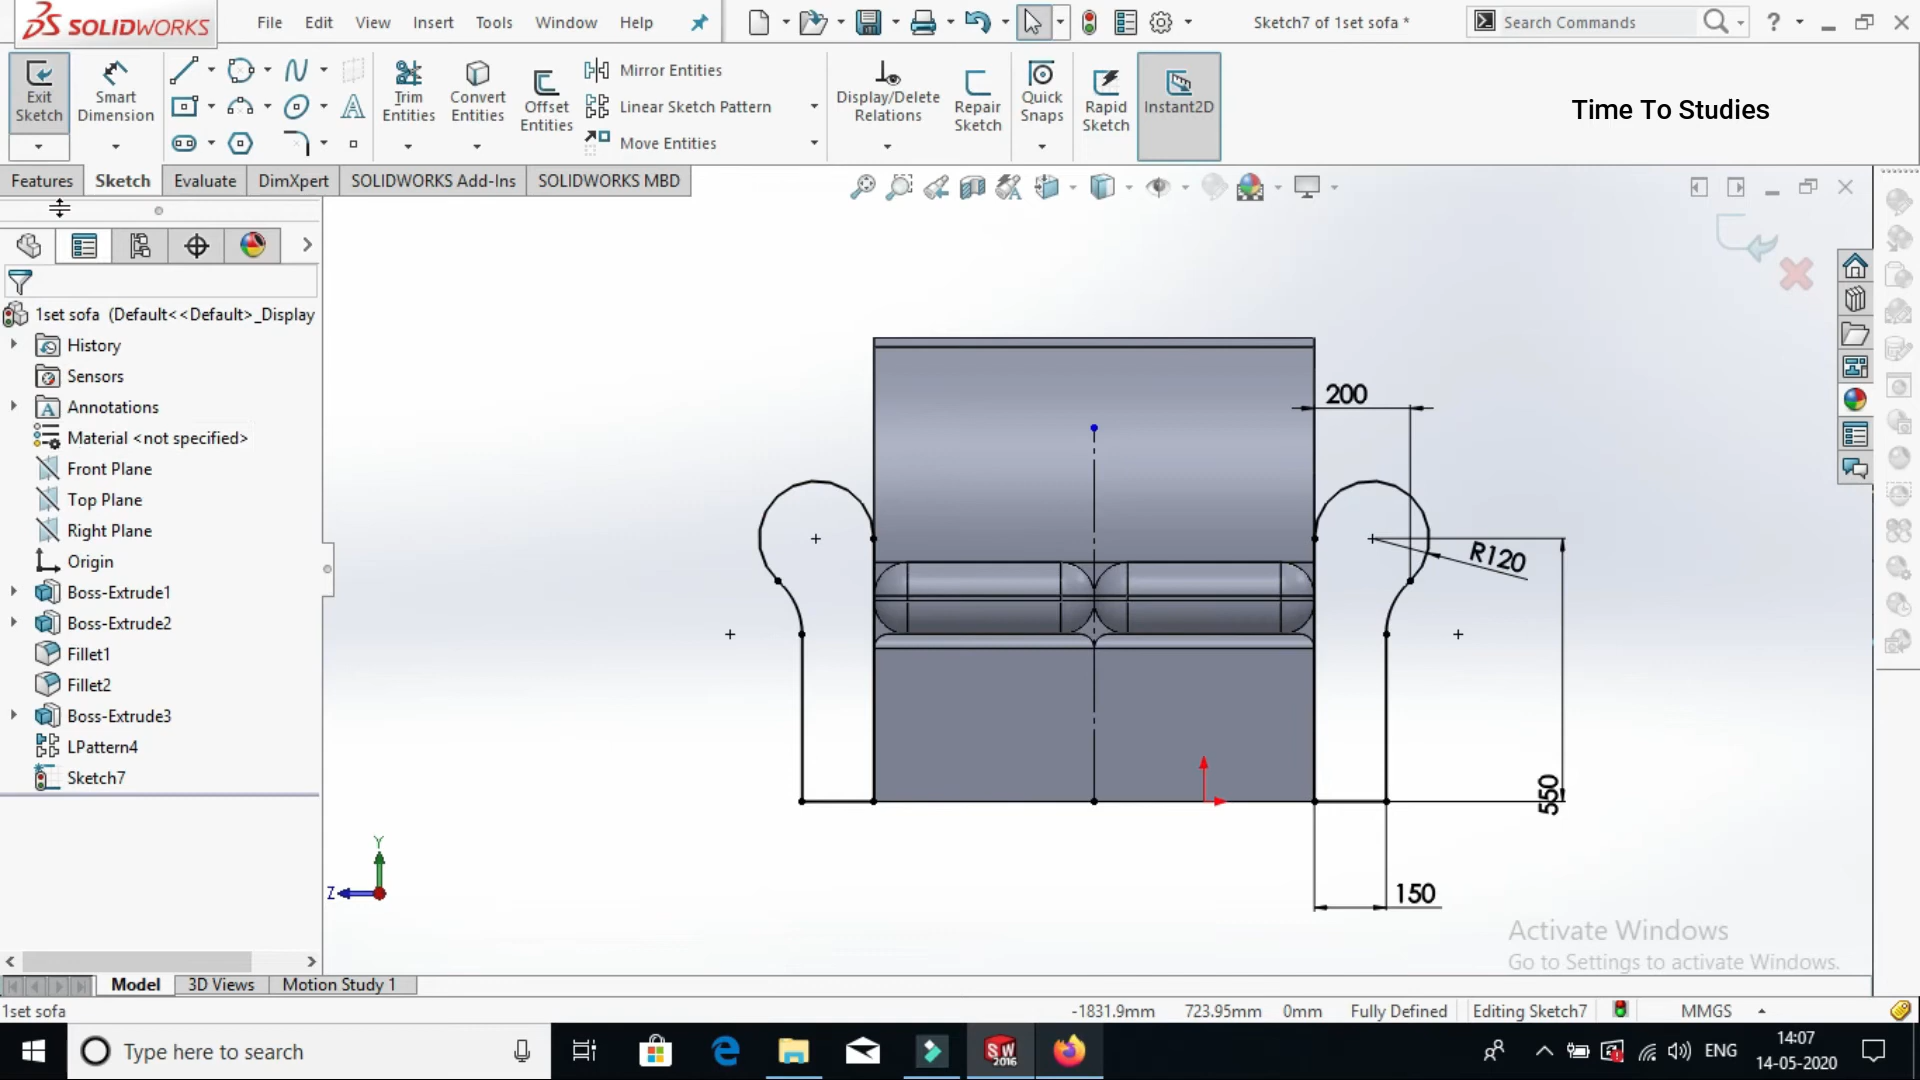 SOLIDWORKS
File Edit View Insert Tools Window Help
Sketch7 of 1set sofa *
Search Commands
Exit Sketch
Smart Dimension
Trim Entities
Convert Entities
Offset Entities
Mirror Entities
Linear Sketch Pattern
Move Entities
Display/Delete Relations
Repair Sketch
Quick Snaps
Rapid Sketch
Instant2D
Time To Studies
Features Sketch Evaluate DimXpert SOLIDWORKS Add-Ins SOLIDWORKS MBD
1set sofa (Default<<Default>_Display
History
Sensors
Annotations
Material <not specified>
Front Plane
Top Plane
Right Plane
Origin
Boss-Extrude1
Boss-Extrude2
Fillet1
Fillet2
Boss-Extrude3
LPattern4
Sketch7
200
R120
550
150
Y
Z
Activate Windows
Go to Settings to activate Windows.
Model 3D Views Motion Study 1
1set sofa -1831.9mm 723.95mm 0mm Fully Defined Editing Sketch7 MMGS
Type here to search
SW 2016
ENG
14:07
14-05-2020